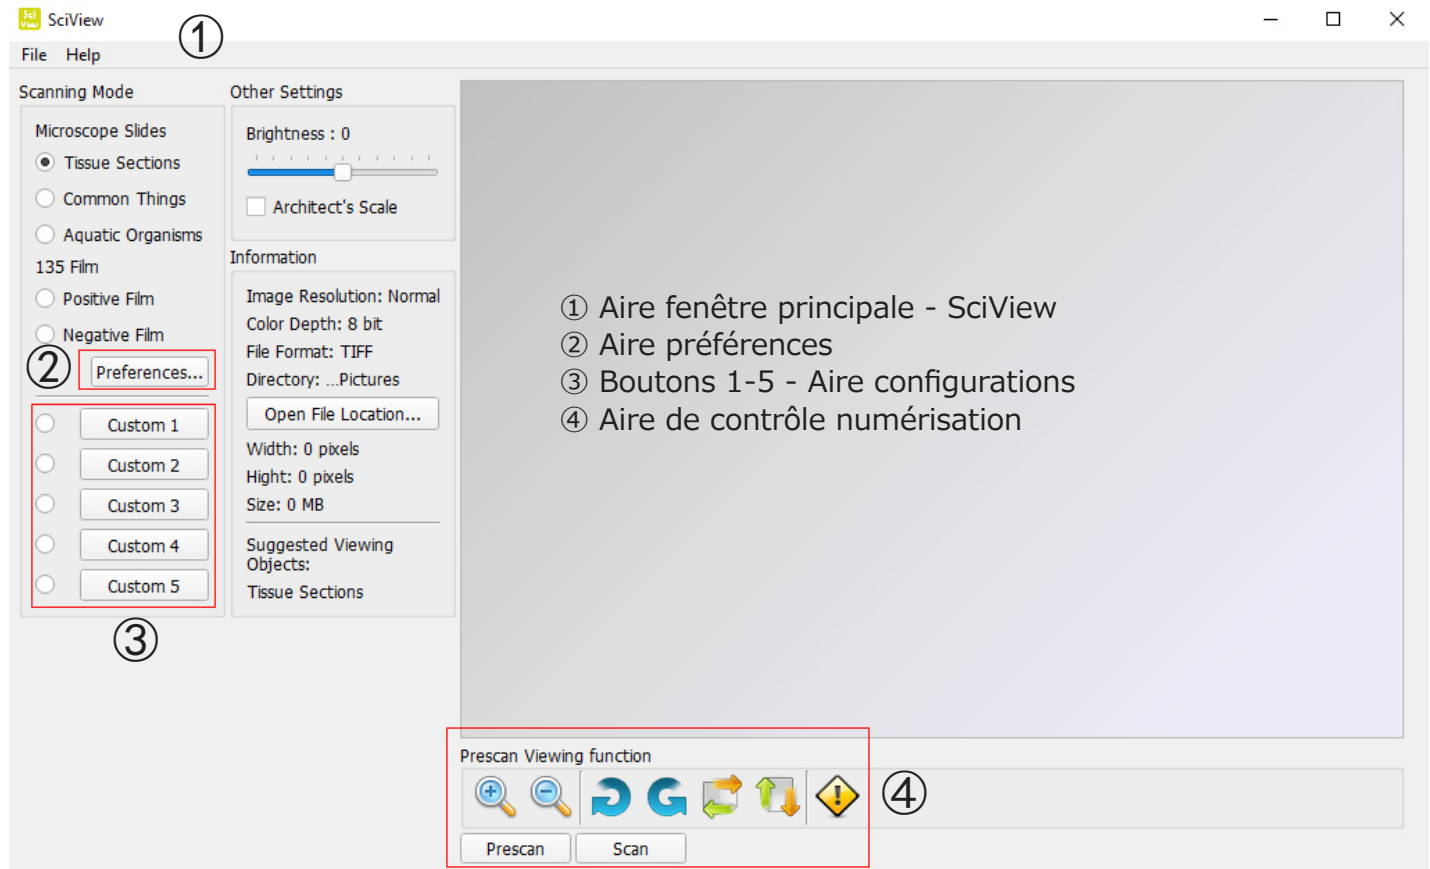 Sci
View
SciView
①
File Help
Scanning Mode
Microscope Slides
Tissue Sections
Common Things
Aquatic Organisms
135 Film
Positive Film
Negative Film
②
Preferences...
Custom 1
Custom 2
Custom 3
Custom 4
Custom 5
③
Other Settings
Brightness : 0
Architect's Scale
Information
Image Resolution: Normal
Color Depth: 8 bit
File Format: TIFF
Directory: ...Pictures
Open File Location...
Width: 0 pixels
Hight: 0 pixels
Size: 0 MB
Suggested Viewing
Objects:
Tissue Sections
① Aire fenêtre principale - SciView
② Aire préférences
③ Boutons 1-5 - Aire configurations
④ Aire de contrôle numérisation
Prescan Viewing function
④
Prescan Scan